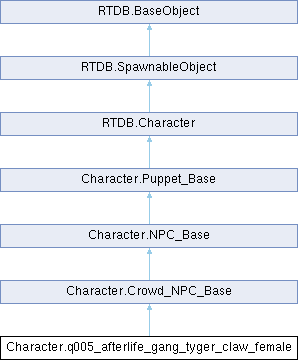 RTDB.BaseObject
RTDB.SpawnableObject
RTDB.Character
Character.Puppet_Base
Character.NPC_Base
Character.Crowd_NPC_Base
Character.q005_afterlife_gang_tyger_claw_female